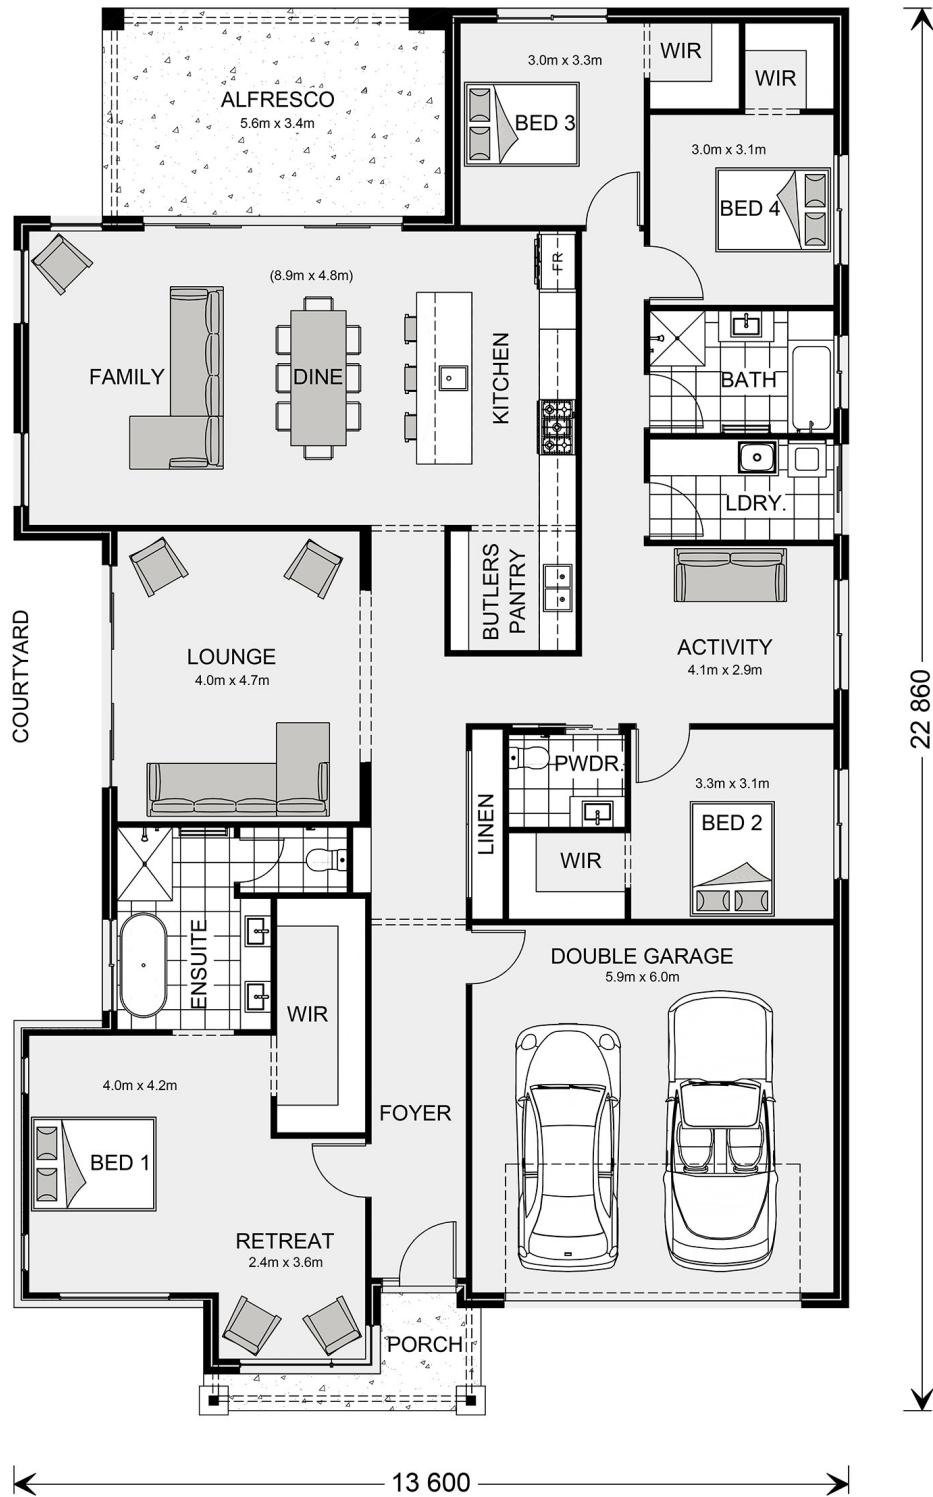 WIR
3.0m x 3.3m
WIR
ALFRESCO
5.6m x 3.4m
BED 3
3.0m x 3.1m
BED 4
FR
(8.9m x 4.8m)
FAMILY
DINE
KITCHEN
BATH
LDRY.
BUTLERS
PANTRY
COURTYARD
LOUNGE
4.0m x 4.7m
ACTIVITY
4.1m x 2.9m
22 860
PWDR.
3.3m x 3.1m
LINEN
BED 2
WIR
ENSUITE
DOUBLE GARAGE
5.9m x 6.0m
WIR
4.0m x 4.2m
FOYER
BED 1
RETREAT
2.4m x 3.6m
PORCH
13 600